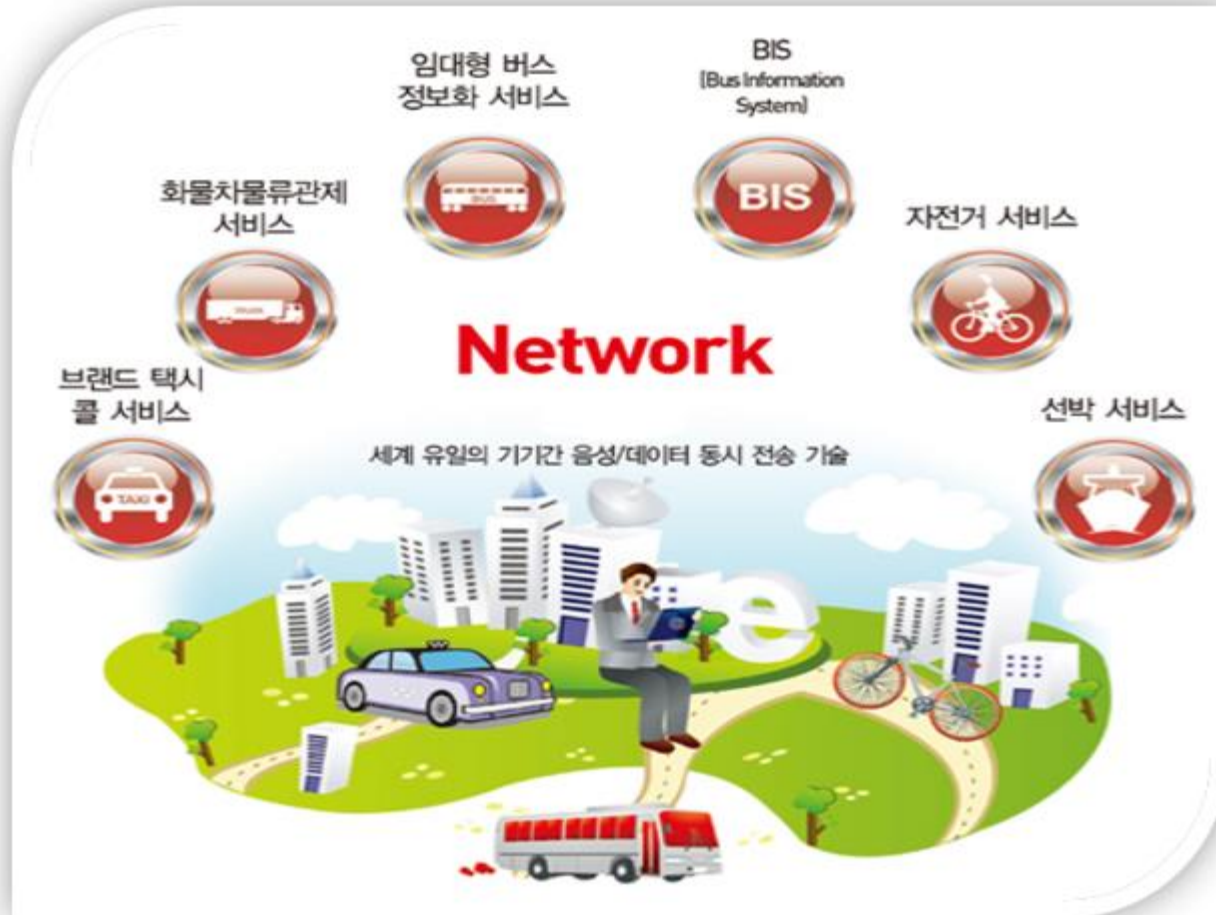 임대형 버스
정보화 서비스
BIS
[Bus Information
System]
화물차물류관제
서비스
BUS
BIS
자전거 서비스
브랜드 택시
콜 서비스
TRUCK
Network
선박 서비스
TAXI
세계 유일의 기기간 음성/데이터 동시 전송 기술
e